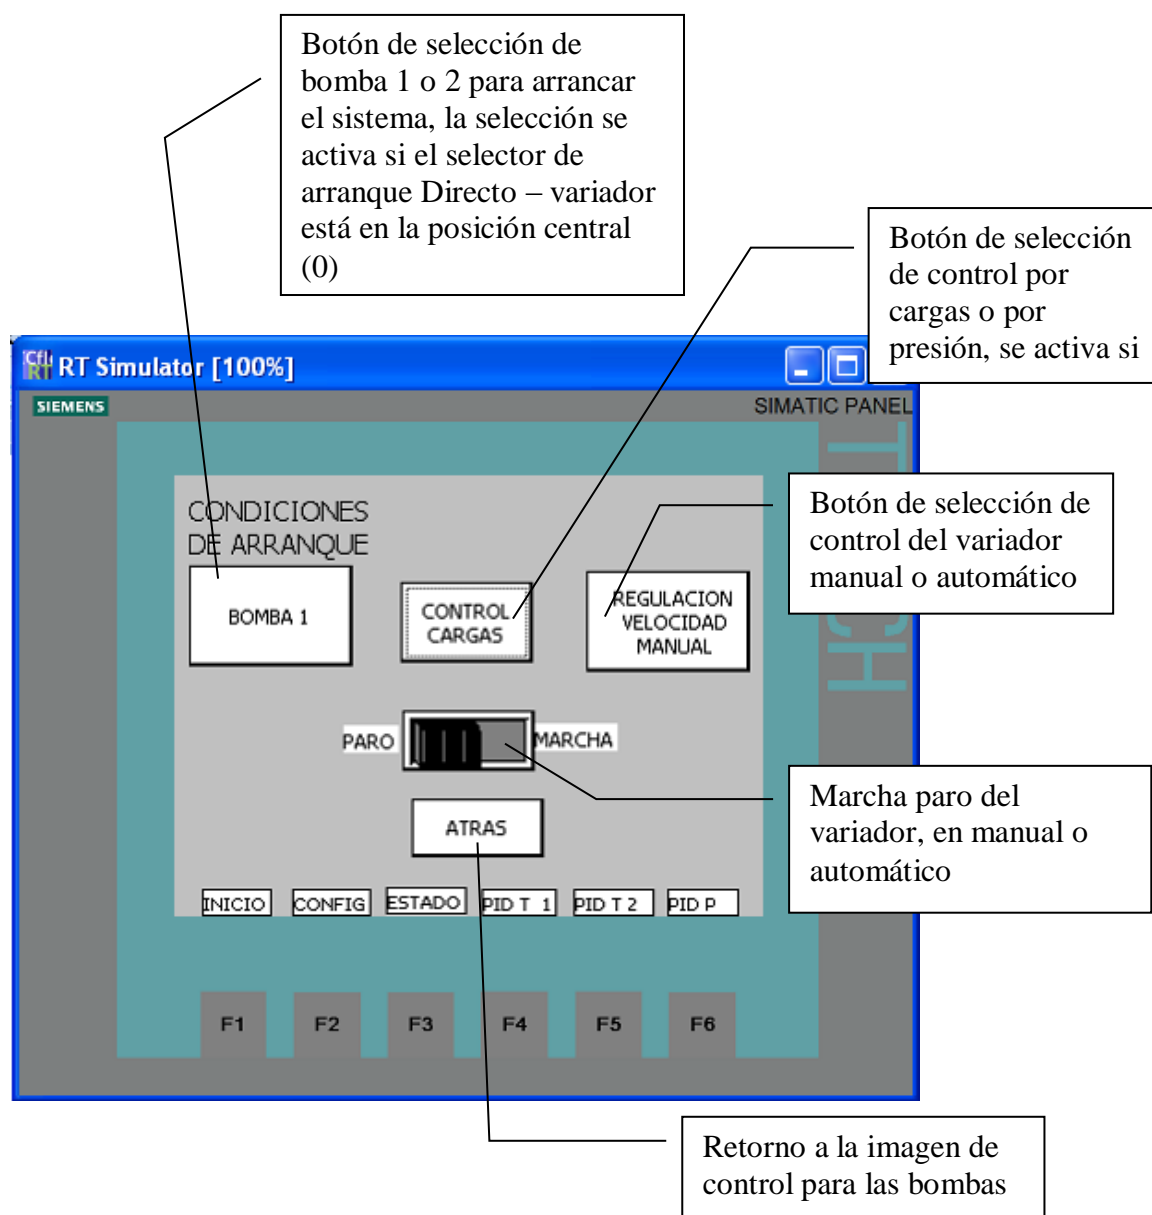 Botón de selección de
bomba 1 o 2 para arrancar
el sistema, la selección se
activa si el selector de
arranque Directo – variador
está en la posición central
(0)
Botón de selección
de control por
cargas o por
presión, se activa si
RT Simulator [100%]
SIEMENS
SIMATIC PANEL
CONDICIONES
DE ARRANQUE
BOMBA 1
CONTROL
CARGAS
REGULACION
VELOCIDAD
MANUAL
Botón de selección de
control del variador
manual o automático
PARO
MARCHA
Marcha paro del
variador, en manual o
automático
ATRAS
INICIO
CONFIG
ESTADO
PID T 1
PID T 2
PID P
F1
F2
F3
F4
F5
F6
Retorno a la imagen de
control para las bombas